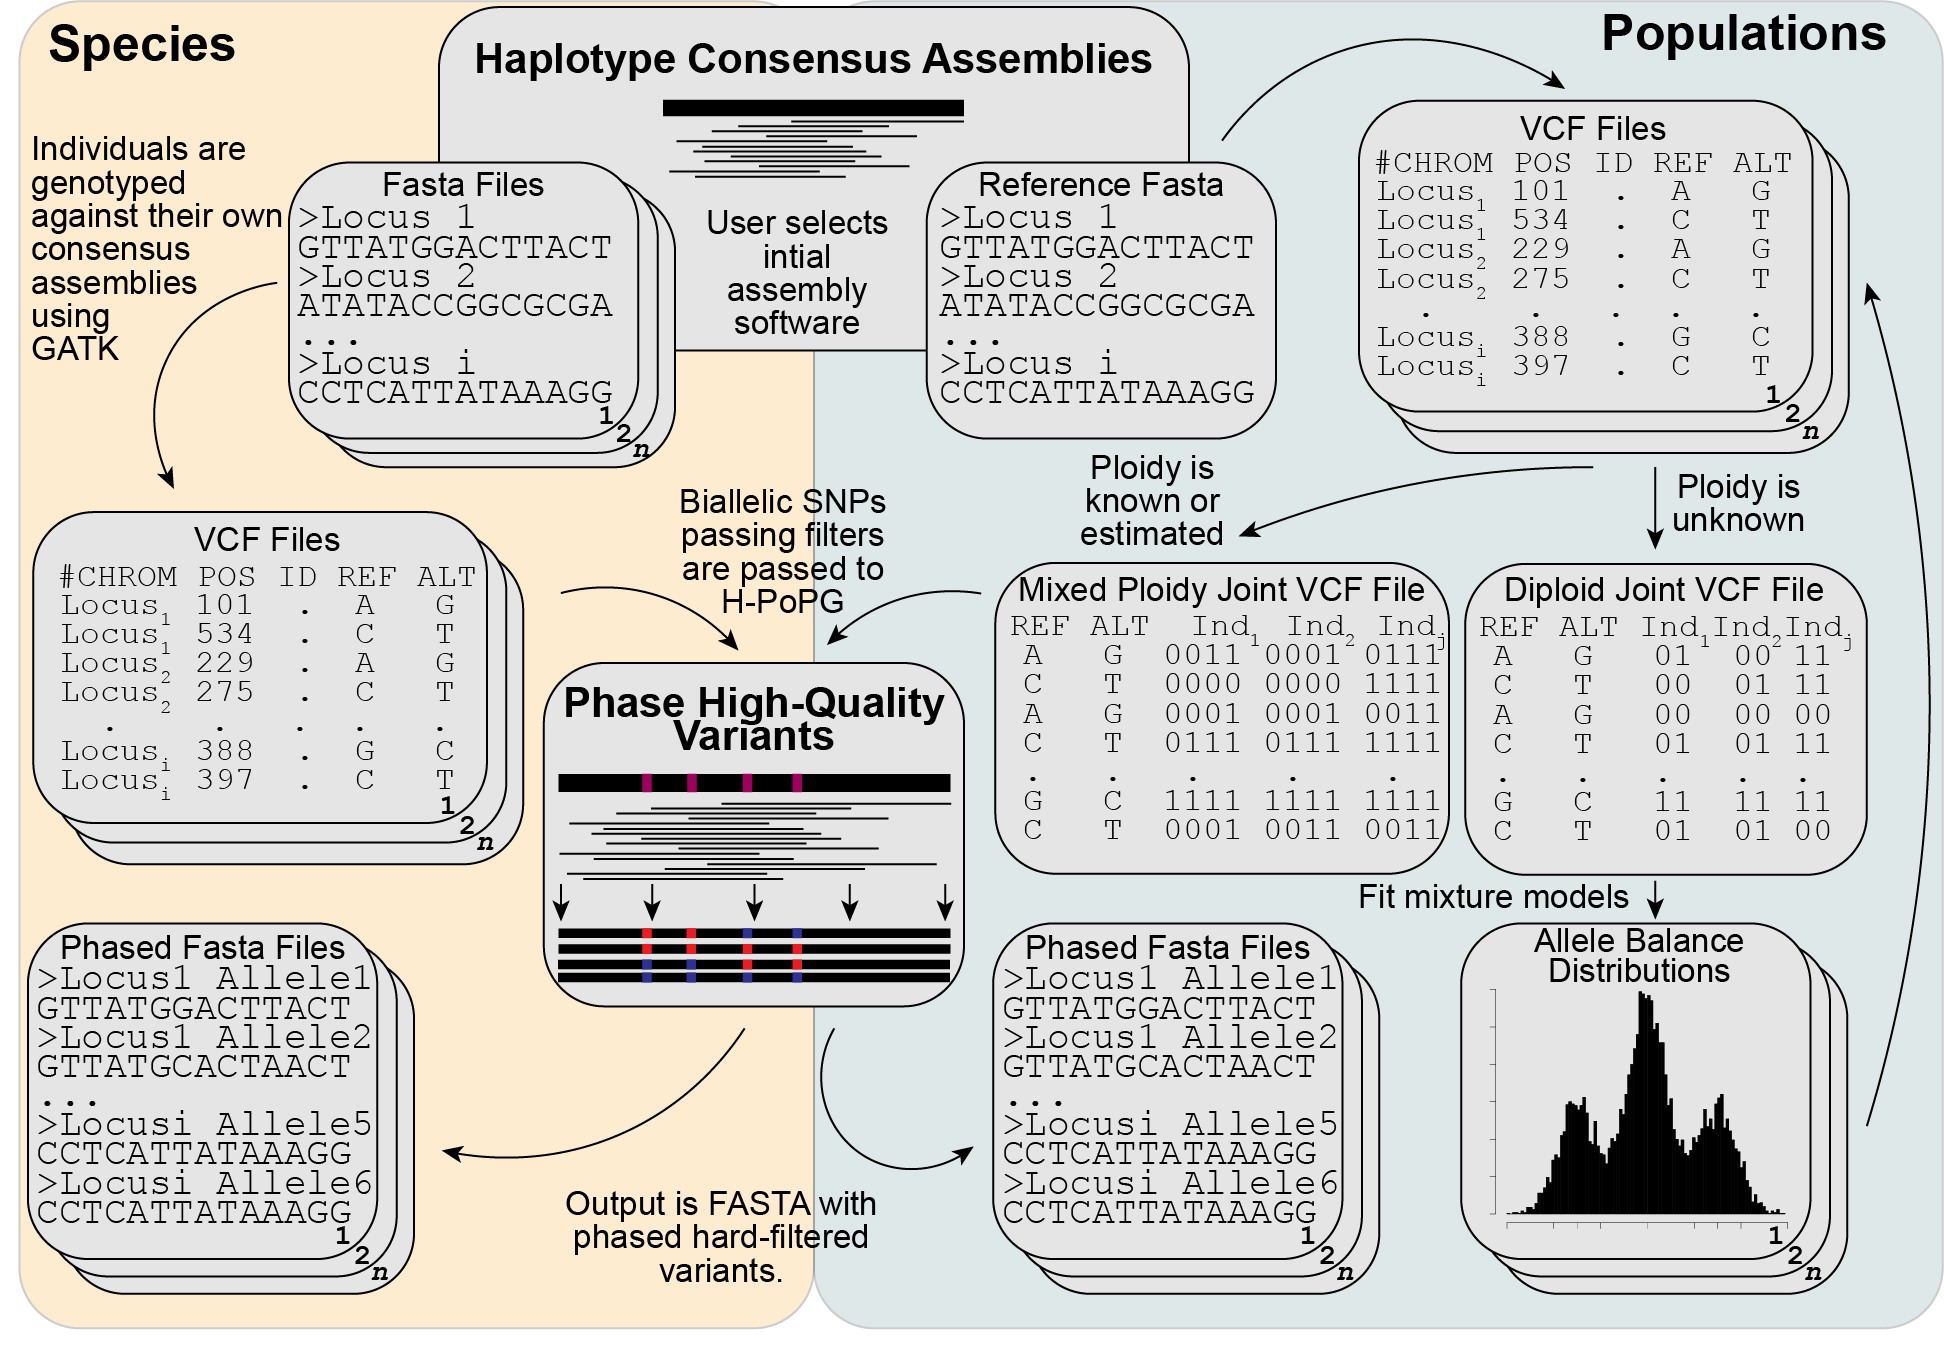 Species
Haplotype Consensus Assemblies
Populations
Individuals are
genotyped
against their own
consensus
assemblies
using
GATK
Fasta Files
>Locus 1
GTTATGGACTTACT
>Locus 2
ATATACCGGCGCGA
...
>Locus i
CCTCATTATAAAGG
1
2
n
User selects
intial
assembly
software
Reference Fasta
>Locus 1
GTTATGGACTTACT
>Locus 2
ATATACCGGCGCGA
...
>Locus i
CCTCATTATAAAGG
VCF Files
#CHROM POS ID REF ALT
Locus1 101 . A G
Locus1 534 . C T
Locus2 229 . A G
Locus2 275 . C T
. . . . .
Locusi 388 . G C
Locusi 397 . C T
1
2
n
Ploidy is
known or
estimated
Ploidy is
unknown
VCF Files
#CHROM POS ID REF ALT
Locus1 101 . A G
Locus1 534 . C T
Locus2 229 . A G
Locus2 275 . C T
. . . . .
Locusi 388 . G C
Locusi 397 . C T
1
2
n
Biallelic SNPs
passing filters
are passed to
H-PoPG
Phase High-Quality
Variants
Mixed Ploidy Joint VCF File
REF ALT Ind1 Ind2 Indj
A G 0011 0001 0111
C T 0000 0000 1111
A G 0001 0001 0011
C T 0111 0111 1111
. . . . .
G C 1111 1111 1111
C T 0001 0011 0011
Diploid Joint VCF File
REF ALT Ind1 Ind2 Indj
A G 01 00 11
C T 00 01 11
A G 00 00 00
C T 01 01 11
. . . . .
G C 11 11 11
C T 01 01 00
Fit mixture models
Phased Fasta Files
>Locus1 Allele1
GTTATGGACTTACT
>Locus1 Allele2
GTTATGCACTAACT
...
>Locusi Allele5
CCTCATTATAAAGG
>Locusi Allele6
CCTCATTATAAAGG
1
2
n
Output is FASTA with
phased hard-filtered
variants.
Phased Fasta Files
>Locus1 Allele1
GTTATGGACTTACT
>Locus1 Allele2
GTTATGCACTAACT
...
>Locusi Allele5
CCTCATTATAAAGG
>Locusi Allele6
CCTCATTATAAAGG
1
2
n
Allele Balance
Distributions
1
2
n